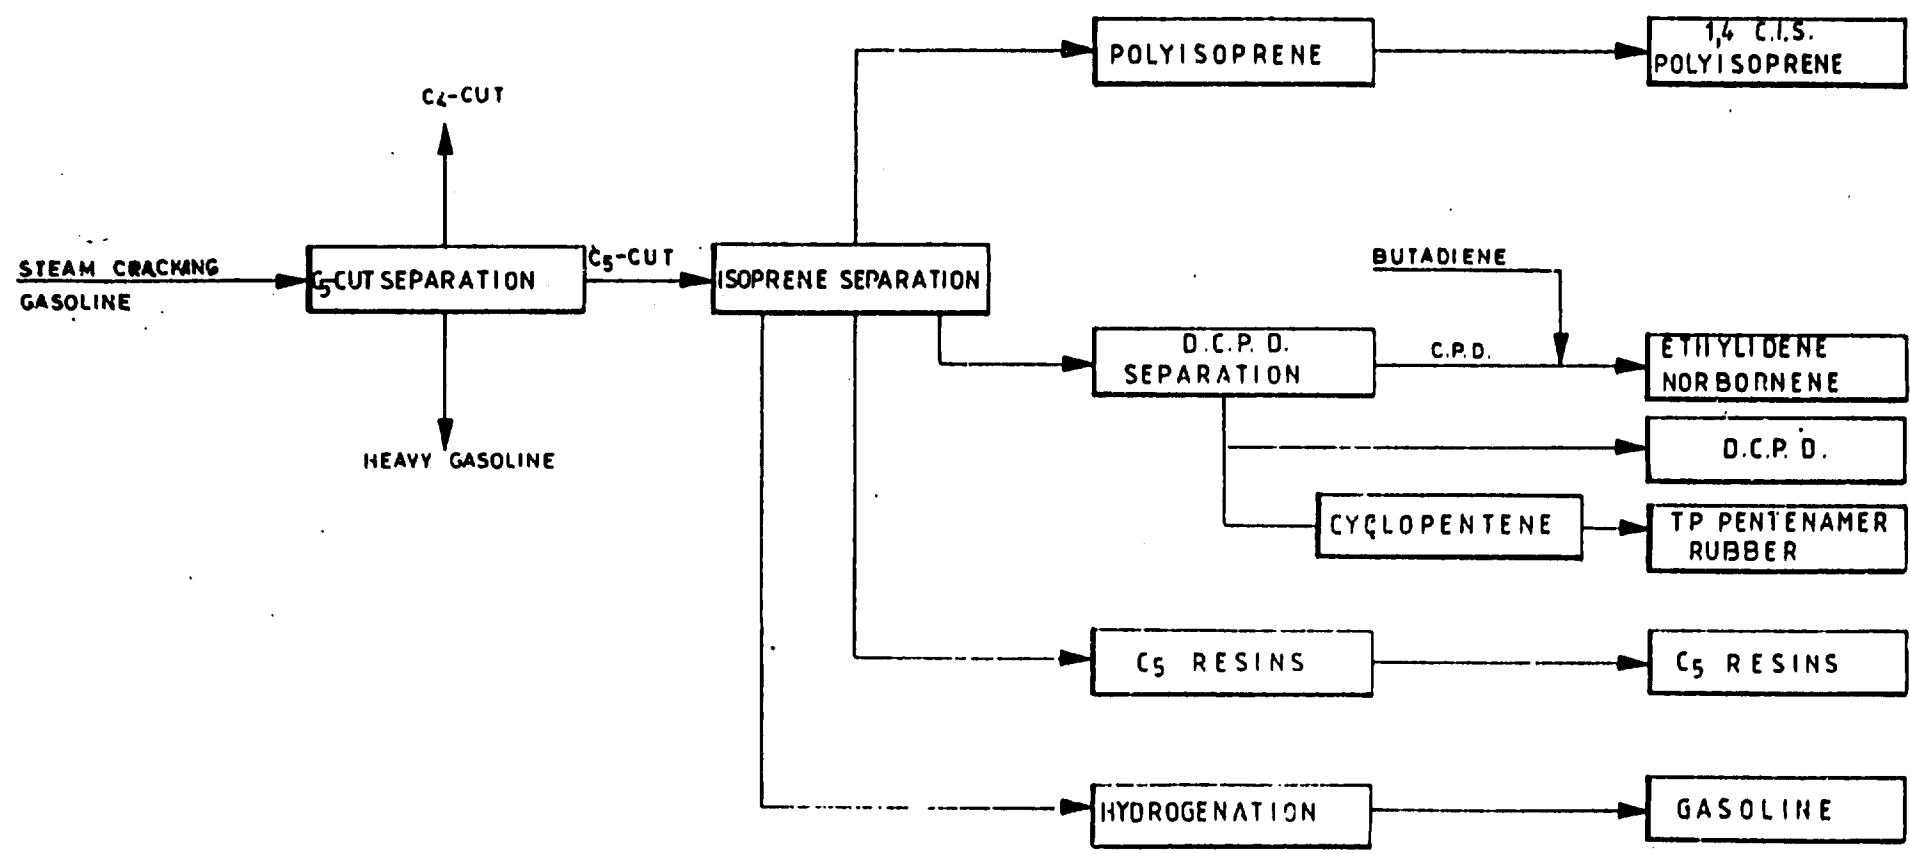 C4-CUT
STEAM CRACKING
GASOLINE
C5-CUT SEPARATION
C5-CUT
HEAVY GASOLINE
ISOPRENE SEPARATION
POLYISOPRENE
1,4 C.I.S.
POLYISOPRENE
BUTADIENE
D.C.P.D.
SEPARATION
C.P.D.
ETHYLIDENE
NORBORNENE
D.C.P.D.
CYCLOPENTENE
TP PENTENAMER
RUBBER
C5 RESINS
C5 RESINS
HYDROGENATION
GASOLINE